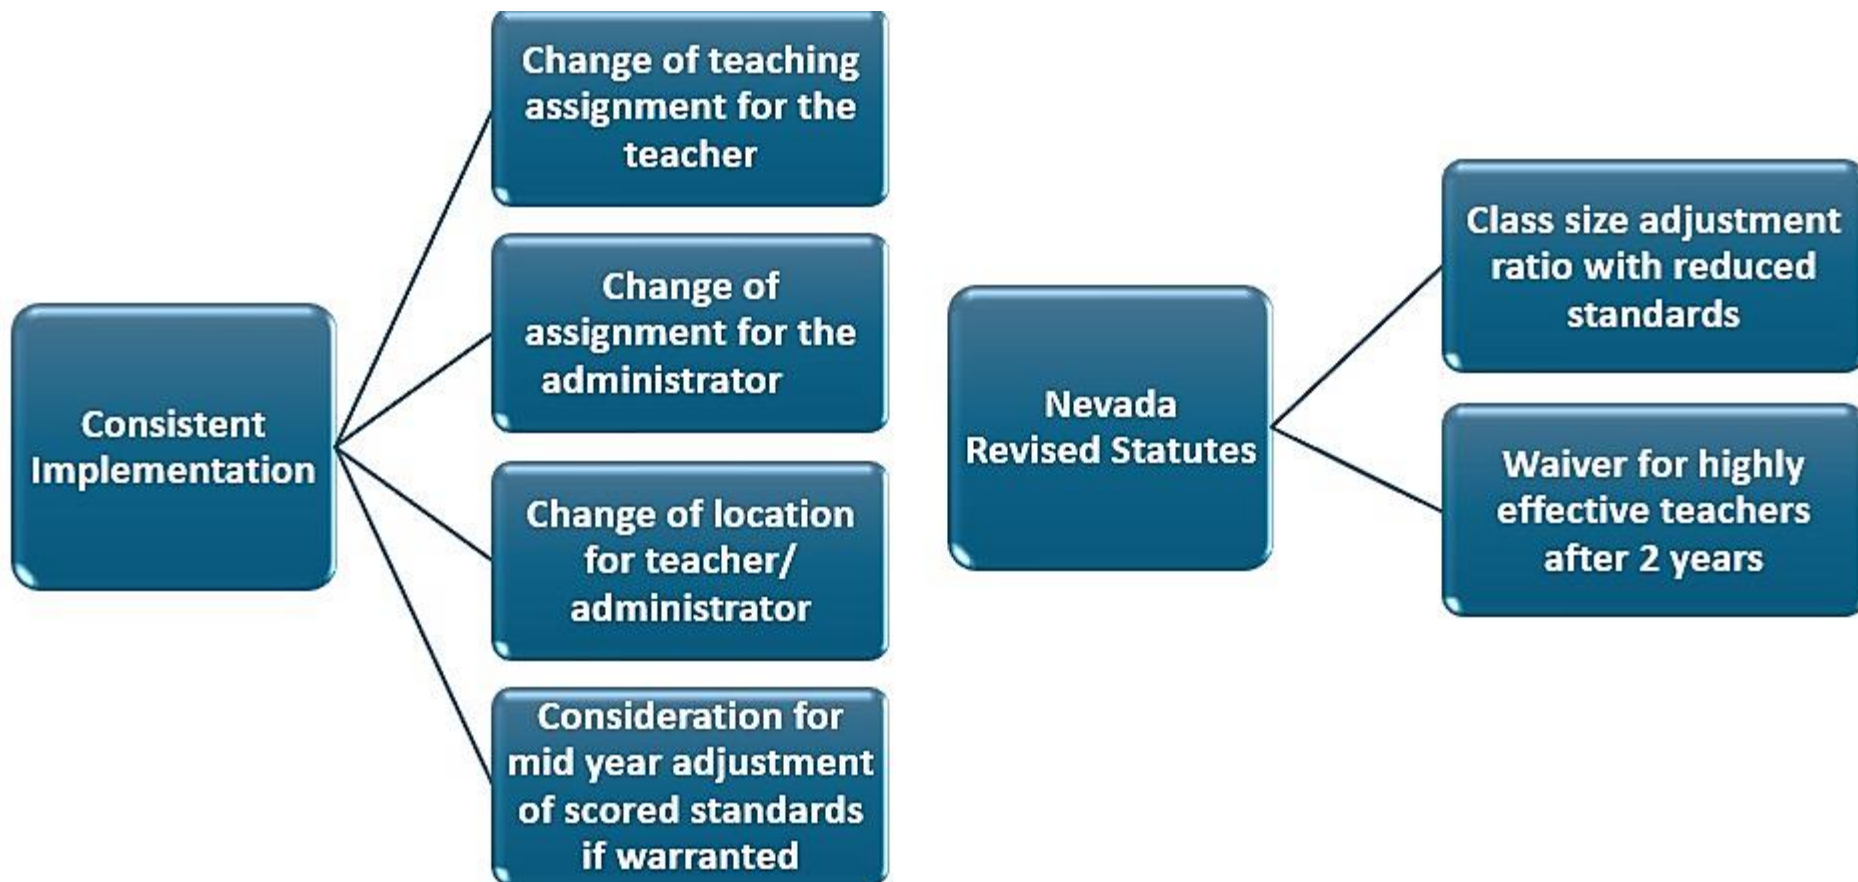 Consistent
Implementation
Change of teaching
assignment for the
teacher
Change of
assignment for the
administrator
Change of location
for teacher/
administrator
Consideration for
mid year adjustment
of scored standards
if warranted
Nevada
Revised Statutes
Class size adjustment
ratio with reduced
standards
Waiver for highly
effective teachers
after 2 years